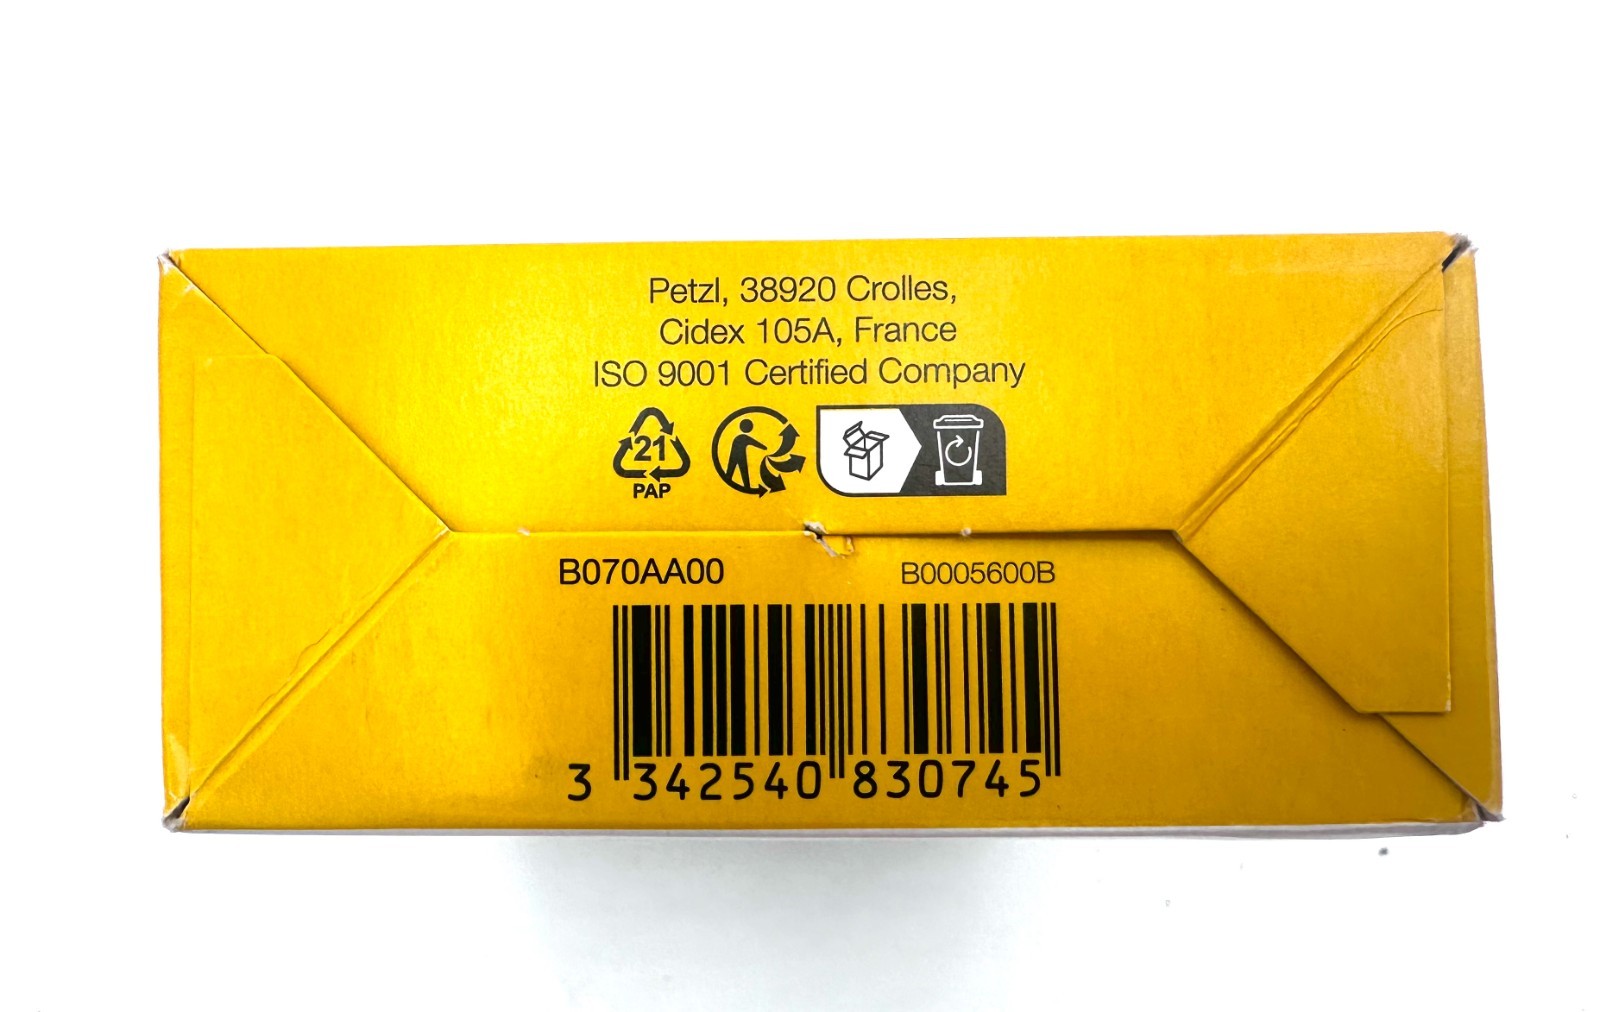 Petzl, 38920 Crolles,
Cidex 105A, France
ISO 9001 Certified Company
21
PAP
B070AA00 B0005600B
3 342540 830745